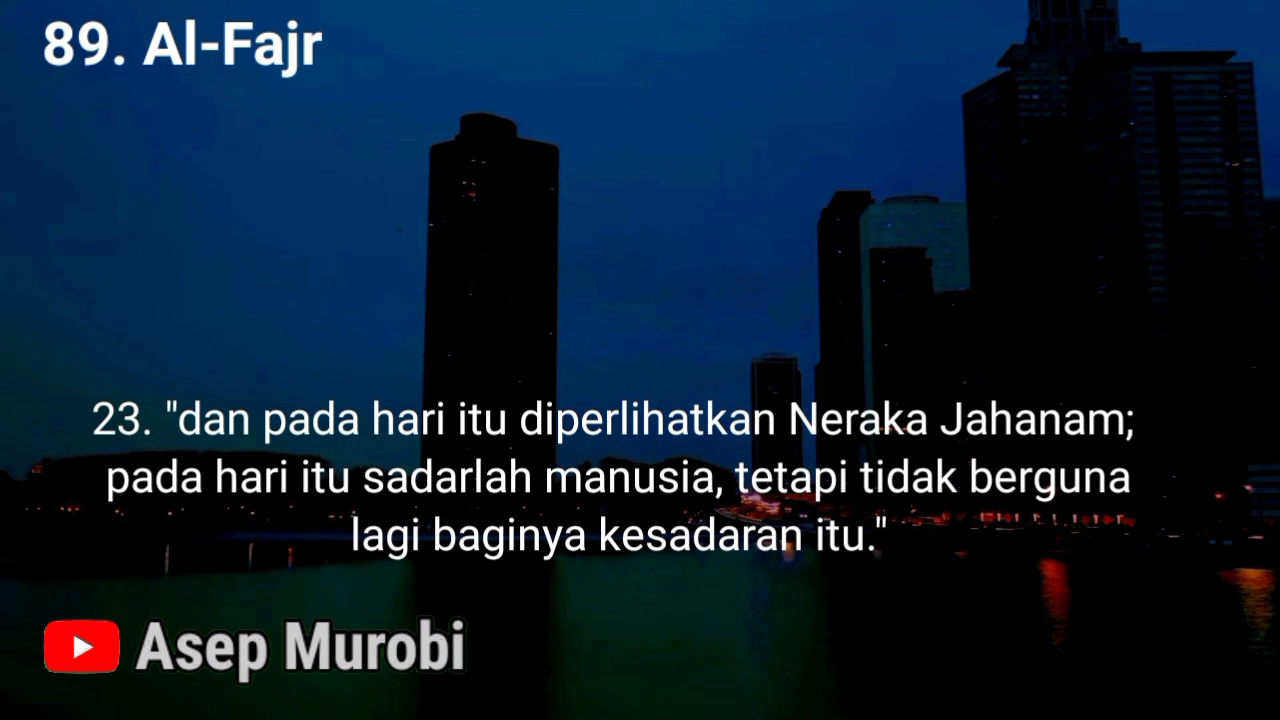 89. Al-Fajr
23. "dan pada hari itu diperlihatkan Neraka Jahanam;
pada hari itu sadarlah manusia, tetapi tidak berguna
lagi baginya kesadaran itu."
Asep Murobi